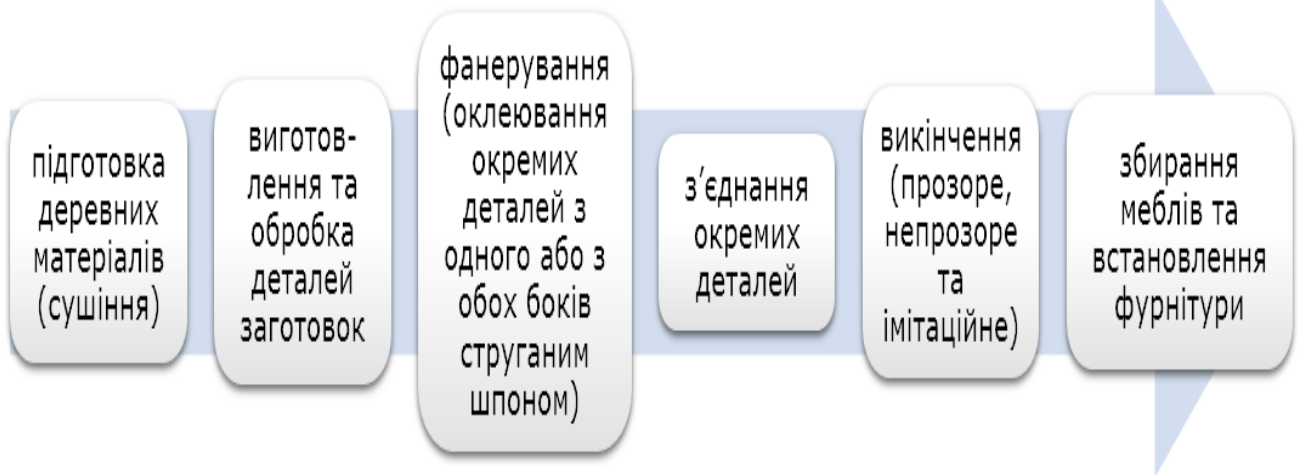 підготовка
деревних
матеріалів
(сушіння)
виготов-
лення та
обробка
деталей
заготовок
фанерування
(оклеювання
окремих
деталей з
одного або з
обох боків
струганим
шпоном)
з’єднання
окремих
деталей
викінчення
(прозоре,
непрозоре
та
імітаційне)
збирання
меблів та
встановлення
фурнітури